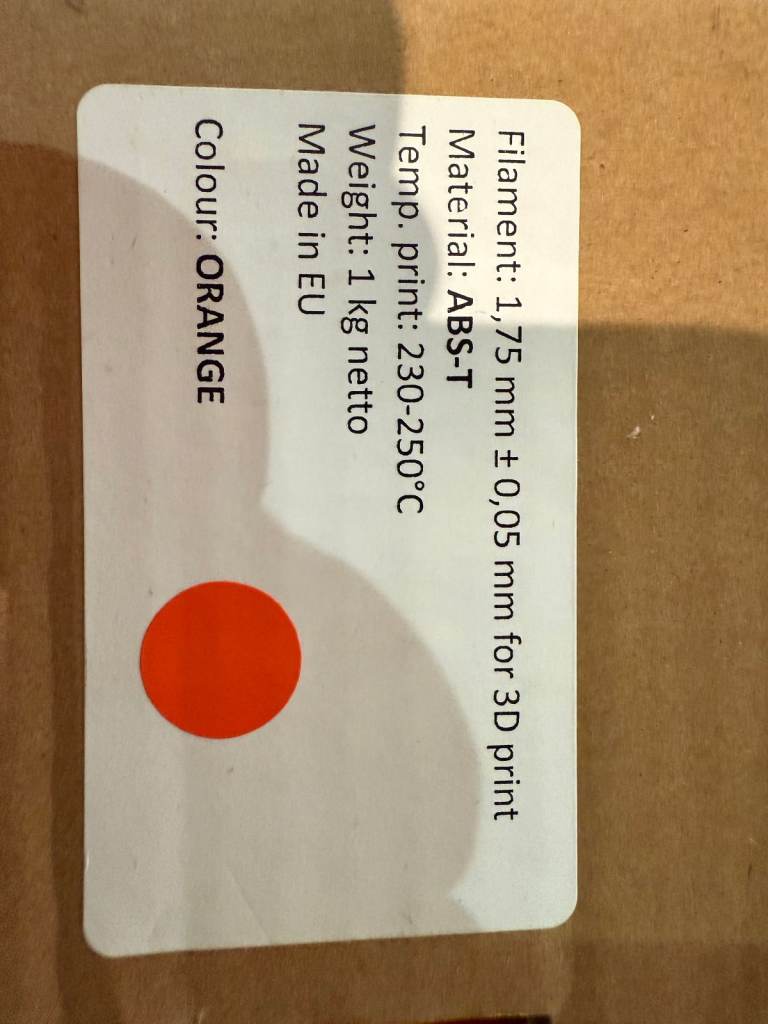 Filament: 1,75 mm ± 0,05 mm for 3D print
Material: ABS-T
Temp. print: 230-250°C
Weight: 1 kg netto
Made in EU
Colour: ORANGE